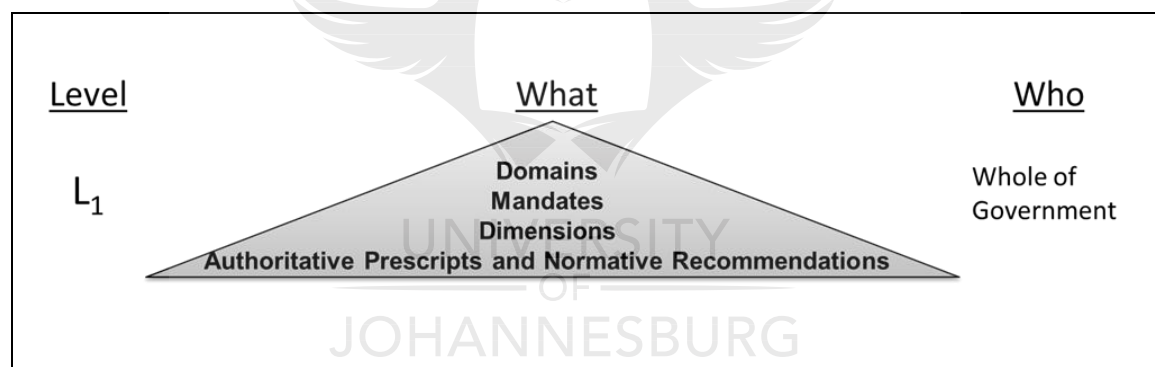 Level What Who
Domains
L1 Mandates Whole of
Dimensions Government
Authoritative Prescripts and Normative Recommendations
UNIVERSITY
OF
JOHANNESBURG